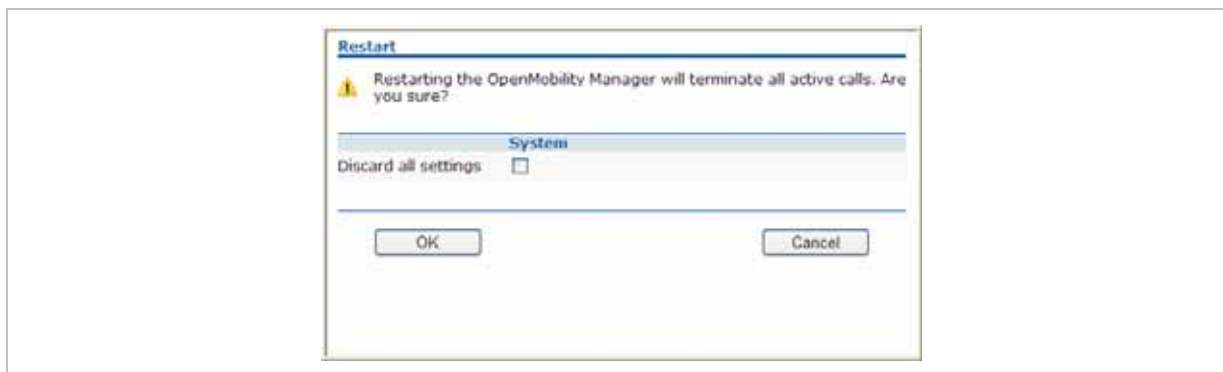 Restart
Restarting the OpenMobility Manager will terminate all active calls. Are
you sure?
System
Discard all settings
OK Cancel